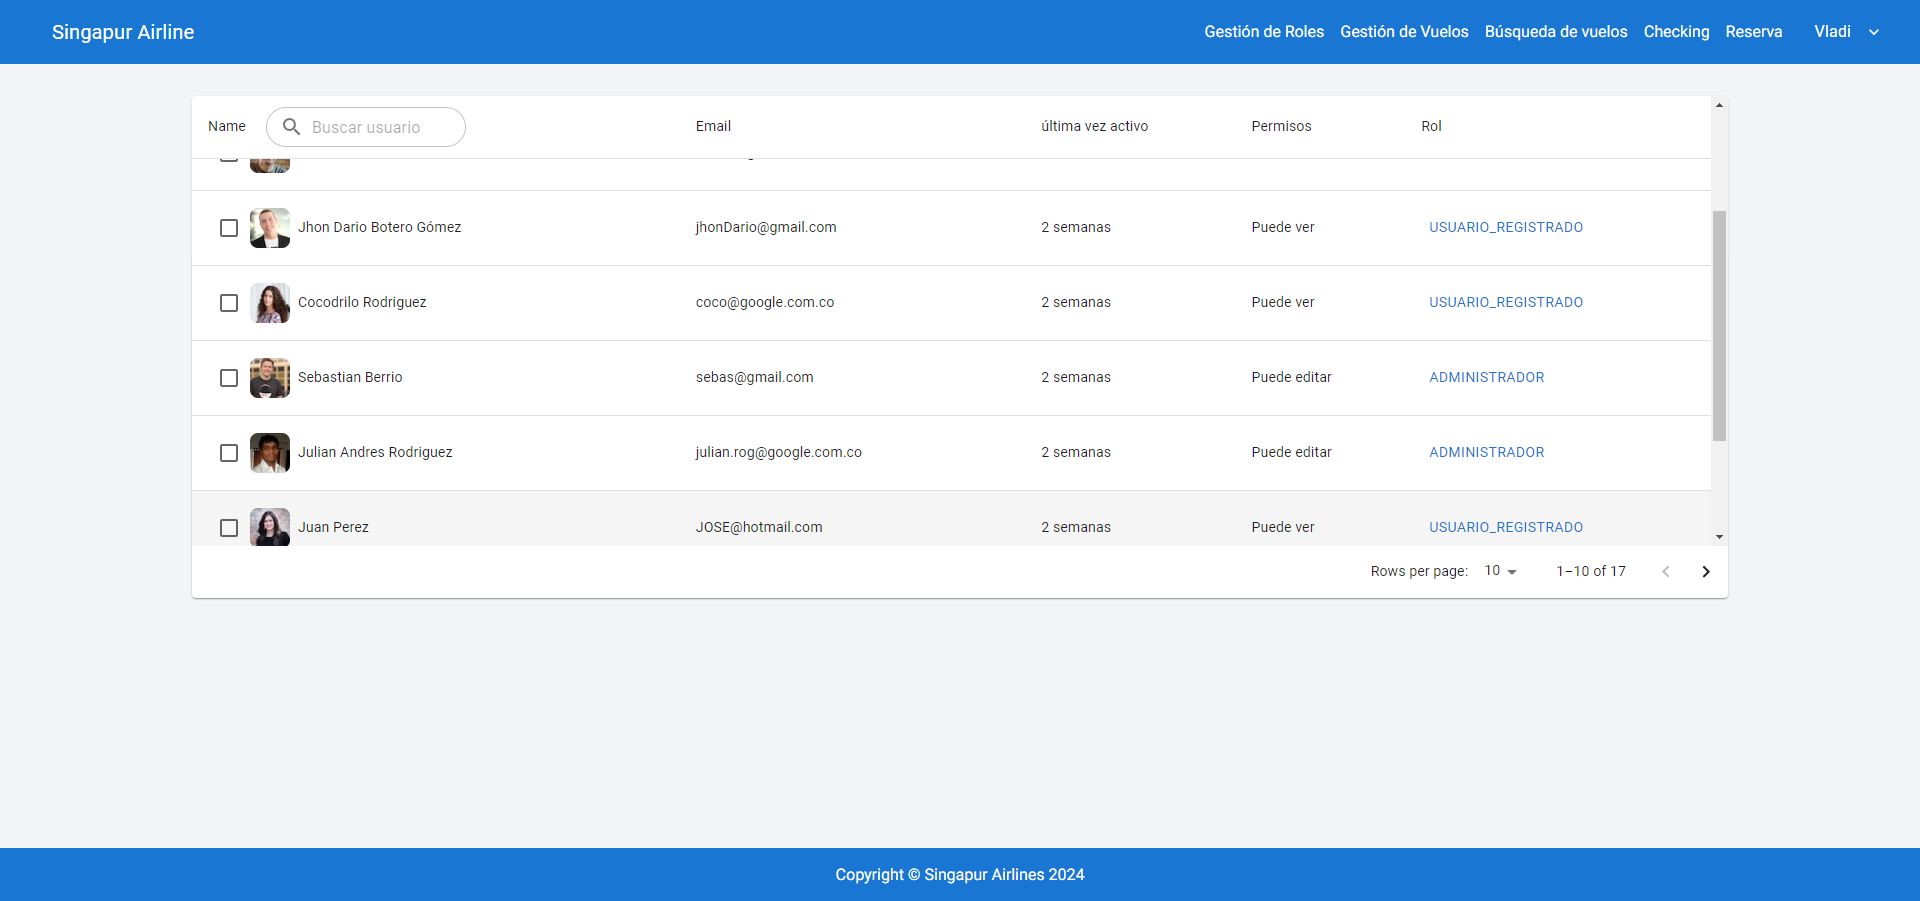 Singapur Airline Gestión de Roles Gestión de Vuelos Búsqueda de vuelos Checking Reserva Vladi
Name Buscar usuario Email última vez activo Permisos Rol
Jhon Dario Botero Gómez jhonDario@gmail.com 2 semanas Puede ver USUARIO_REGISTRADO
Cocodrilo Rodriguez coco@google.com.co 2 semanas Puede ver USUARIO_REGISTRADO
Sebastian Berrio sebas@gmail.com 2 semanas Puede editar ADMINISTRADOR
Julian Andres Rodriguez julian.rog@google.com.co 2 semanas Puede editar ADMINISTRADOR
Juan Perez JOSE@hotmail.com 2 semanas Puede ver USUARIO_REGISTRADO
Rows per page: 10 1–10 of 17
Copyright © Singapur Airlines 2024